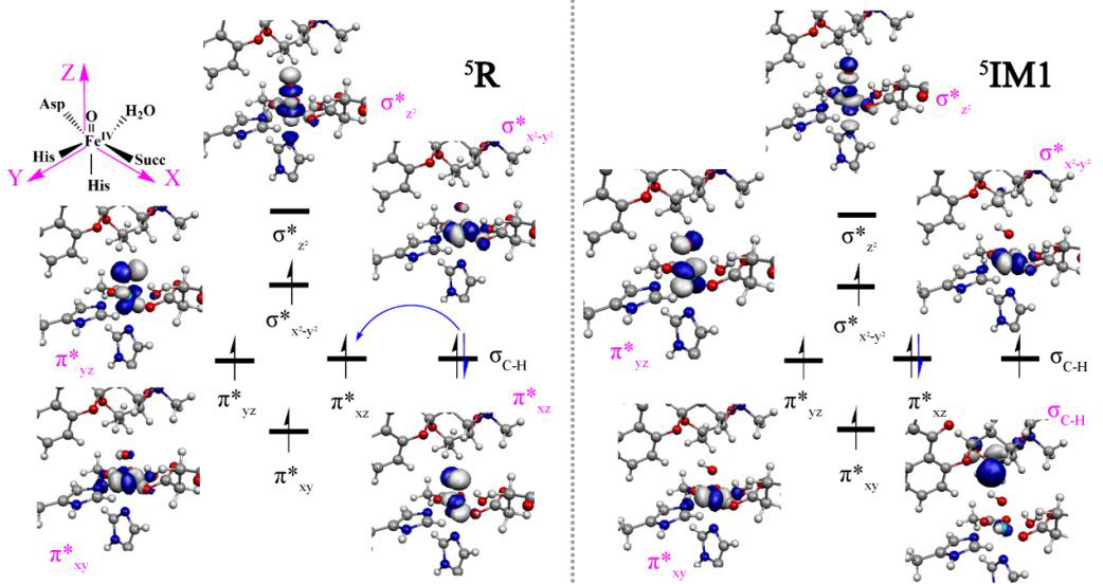 ⁵R
Z
Asp
O
H₂O
Fe
IV
His
Succ
Y
His
X
σ*z²
σ*x²-y²
σ*z²
σ*x²-y²
π*yz
π*yz
π*xz
σC-H
π*xz
π*xy
π*xy
⁵IM1
σ*z²
σ*x²-y²
σ*z²
σ*x²-y²
π*yz
π*yz
π*xz
σC-H
σC-H
π*xy
π*xy